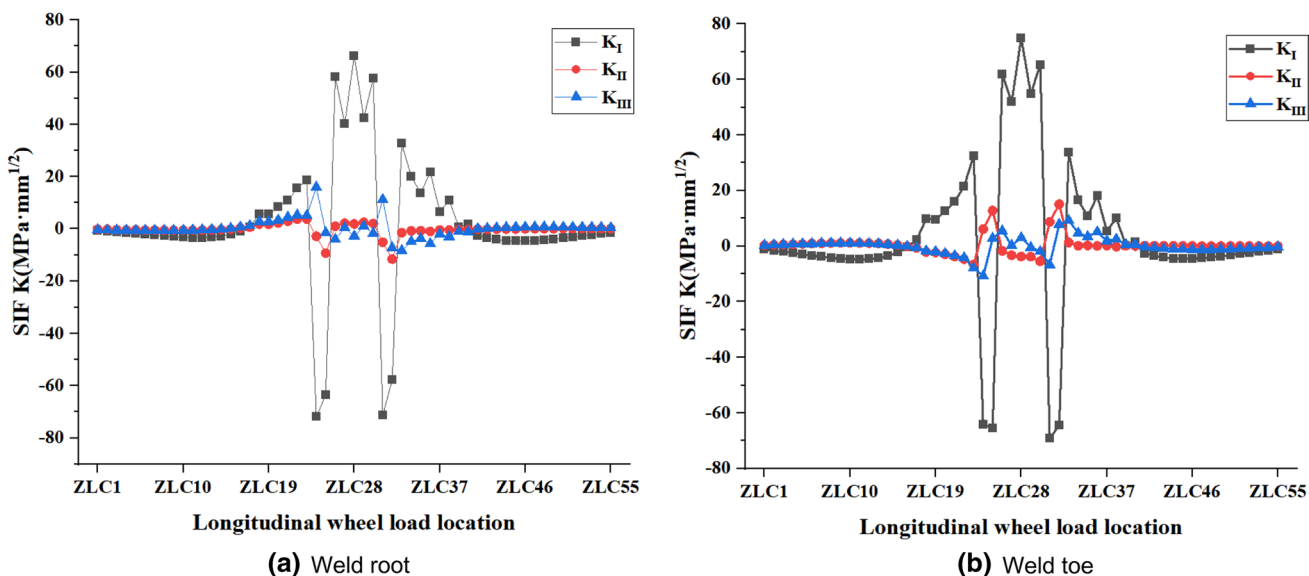 80
60
40
20
0
-20
-40
-60
-80
SIF K(MPa·mm1/2)
KI
KII
KIII
ZLC1 ZLC10 ZLC19 ZLC28 ZLC37 ZLC46 ZLC55
Longitudinal wheel load location
(a) Weld root
80
60
40
20
0
-20
-40
-60
-80
SIF K(MPa·mm1/2)
KI
KII
KIII
ZLC1 ZLC10 ZLC19 ZLC28 ZLC37 ZLC46 ZLC55
Longitudinal wheel load location
(b) Weld toe